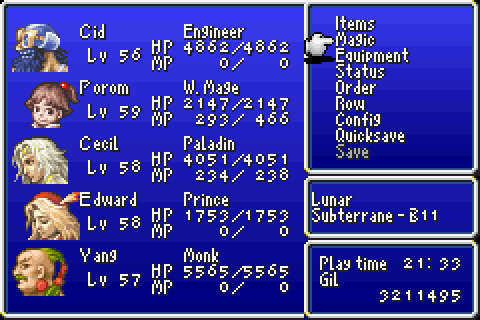 Cid Engineer
Lv 56 HP 4862/4862
MP 0/ 0
Porom W. Mage
Lv 59 HP 2147/2147
MP 293/ 466
Cecil Paladin
Lv 58 HP 4051/4051
MP 234/ 238
Edward Prince
Lv 58 HP 1753/1753
MP 0/ 0
Yang Monk
Lv 57 HP 5565/5565
MP 0/ 0
Items
Magic
Equipment
Status
Order
Row
Config
Quicksave
Save
Lunar
Subterrane-B11
Play time 21:33
Gil
3211495